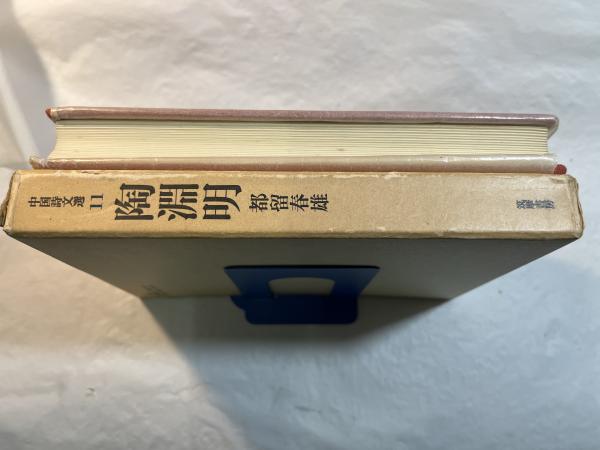 中国詩文選 11
陶淵明
都留春雄
筑摩書房